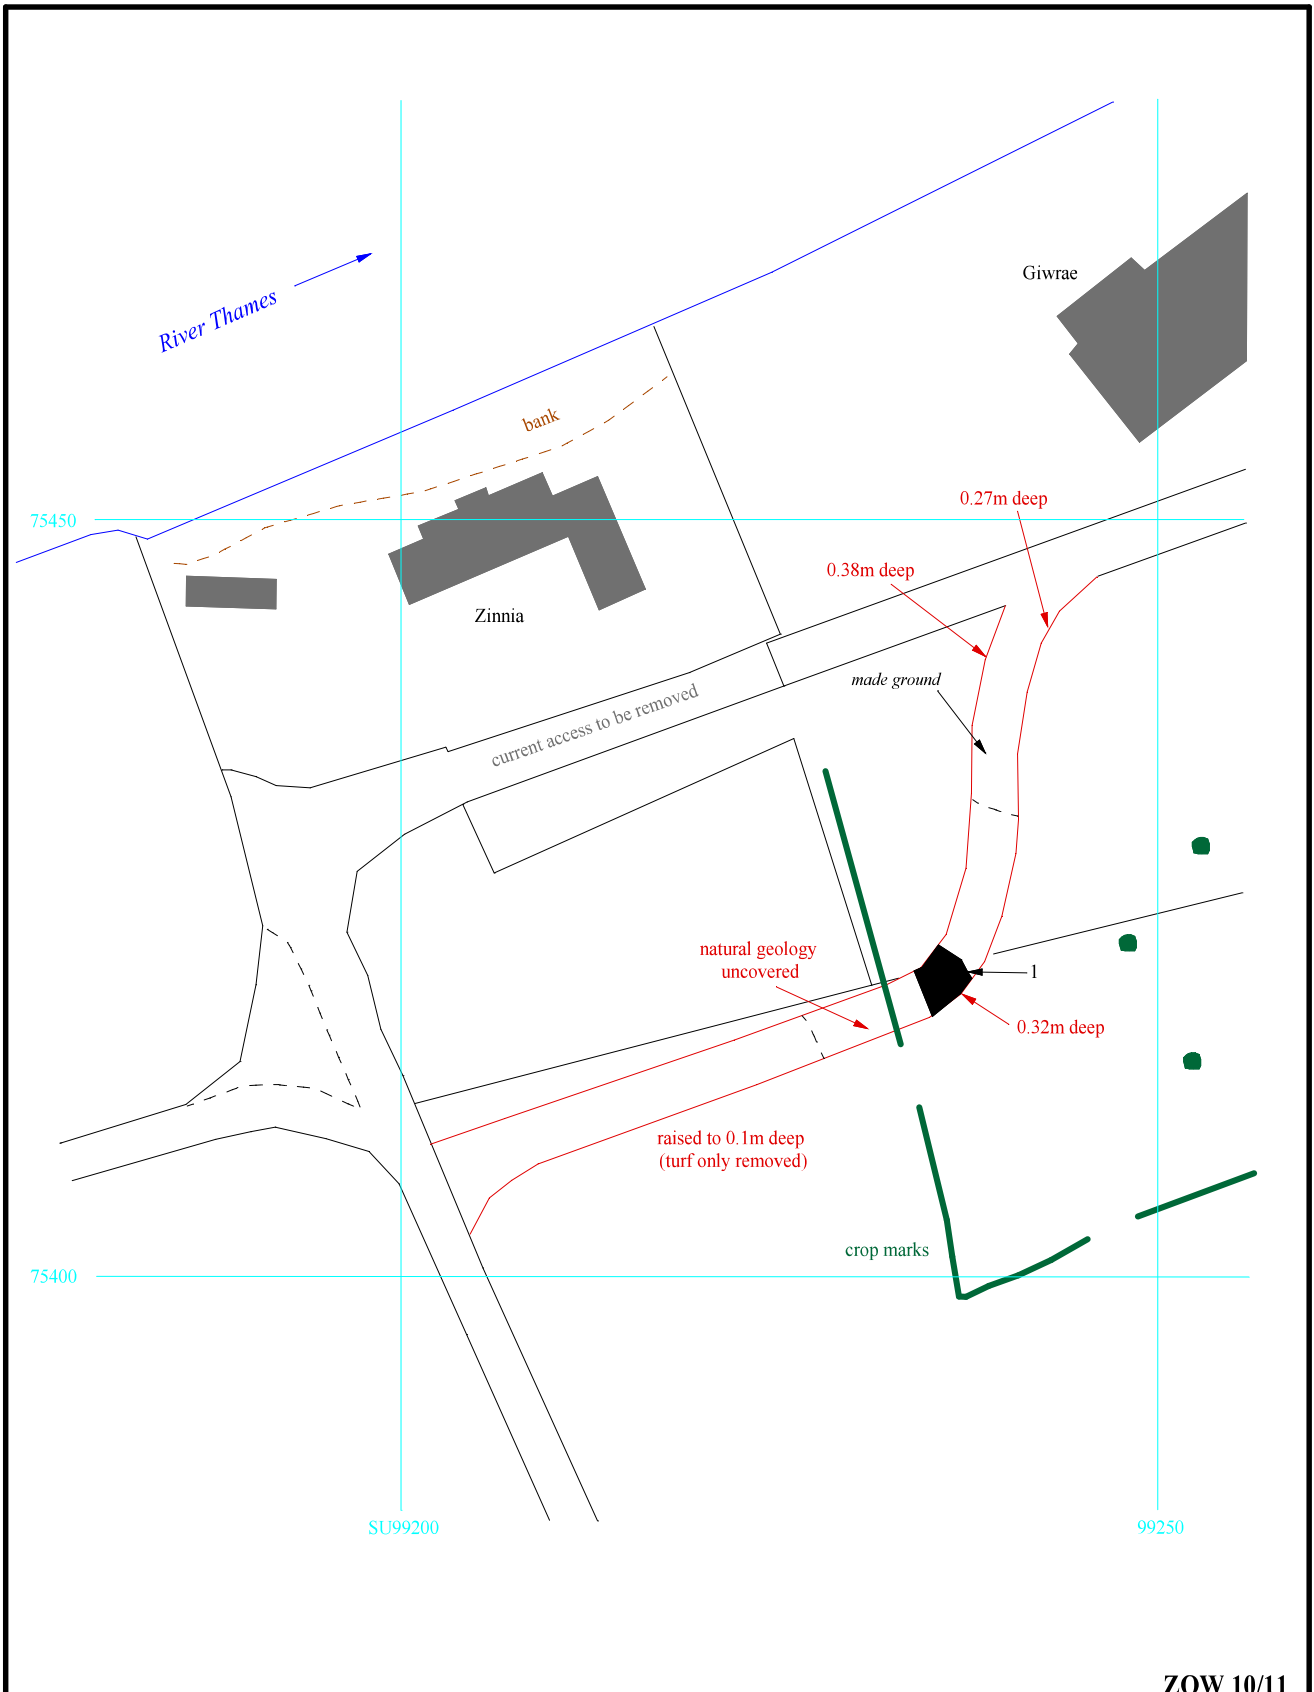 Giwrae
River Thames
bank
0.27m deep
75450
0.38m deep
Zinnia
made ground
current access to be removed
natural geology
uncovered
1
0.32m deep
raised to 0.1m deep
(turf only removed)
crop marks
75400
SU99200
99250
ZOW 10/11